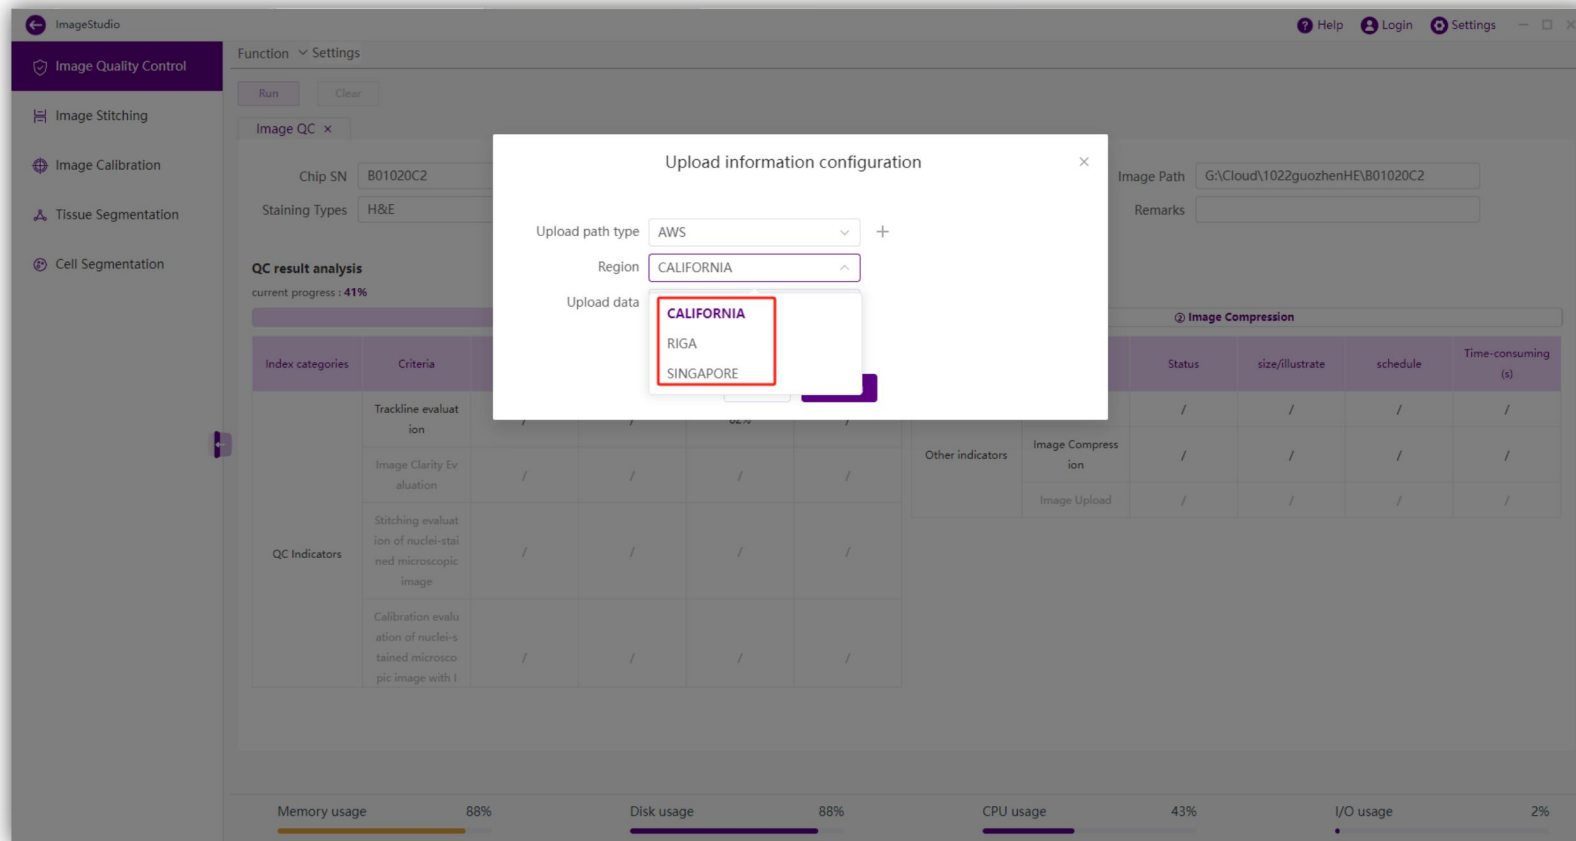 ImageStudio
Help Login Settings
Image Quality Control
Image Stitching
Image Calibration
Tissue Segmentation
Cell Segmentation
Function Settings
Run Clear
Image QC ×
Chip SN B01020C2
Staining Types H&E
Image Path G:\Cloud\1022guozhenHE\B01020C2
Remarks
QC result analysis
current progress : 41%
Upload information configuration
Upload path type AWS
Region CALIFORNIA
Upload data
CALIFORNIA
RIGA
SINGAPORE
② Image Compression
Index categories Criteria
Status size/illustrate schedule Time-consuming
(s)
QC Indicators
Trackline evaluat
ion
/ / 62% /
Image Clarity Ev
aluation
/ / / /
Stitching evaluat
ion of nuclei-stai
ned microscopic
image
/ / / /
Calibration evalu
ation of nuclei-s
tained microsco
pic image with I
/ / / /
Other indicators
/ / / /
Image Compress
ion
/ / / /
Image Upload / / / /
Memory usage 88%
Disk usage 88%
CPU usage 43%
I/O usage 2%